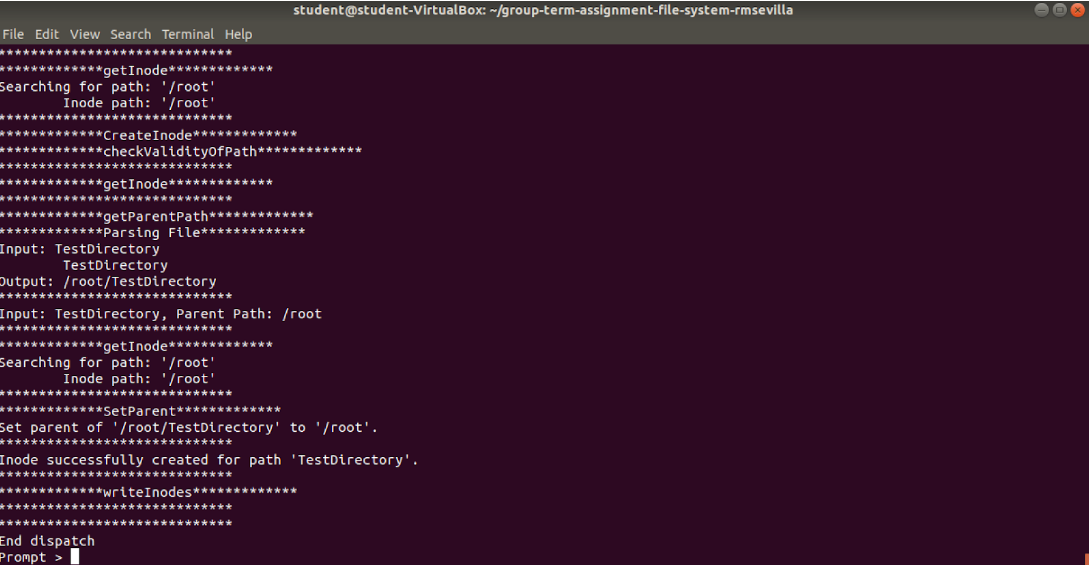 student@student-VirtualBox: ~/group-term-assignment-file-system-rmsevilla
File Edit View Search Terminal Help
*****************************
*************getInode*************
Searching for path: '/root'
        Inode path: '/root'
*****************************
*************CreateInode*************
*************checkValidityOfPath*************
*****************************
*************getInode*************
*****************************
*************getParentPath*************
*************Parsing File*************
Input: TestDirectory
        TestDirectory
Output: /root/TestDirectory
*****************************
Input: TestDirectory, Parent Path: /root
*****************************
*************getInode*************
Searching for path: '/root'
        Inode path: '/root'
*****************************
*************SetParent*************
Set parent of '/root/TestDirectory' to '/root'.
*****************************
Inode successfully created for path 'TestDirectory'.
*****************************
*************writeInodes*************
*****************************
*****************************
End dispatch
Prompt >